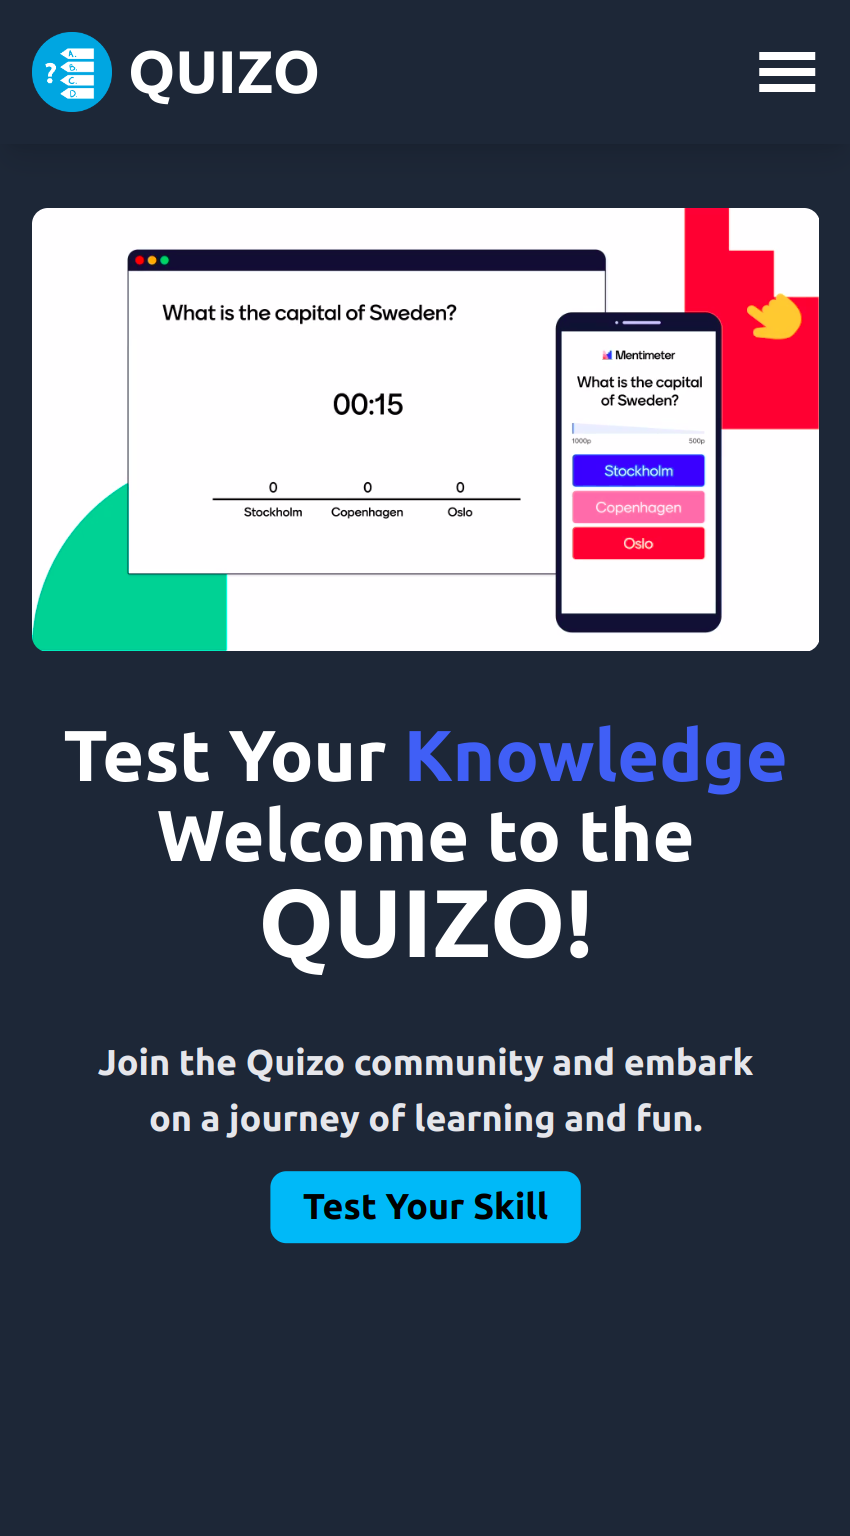 ?
A.
B.
C.
D.
QUIZO
What is the capital of Sweden?
00:15
0 0 0
Stockholm Copenhagen Oslo
Mentimeter
What is the capital
of Sweden?
1000p 500p
Stockholm
Copenhagen
Oslo
Test Your Knowledge
Welcome to the
QUIZO!
Join the Quizo community and embark
on a journey of learning and fun.
Test Your Skill